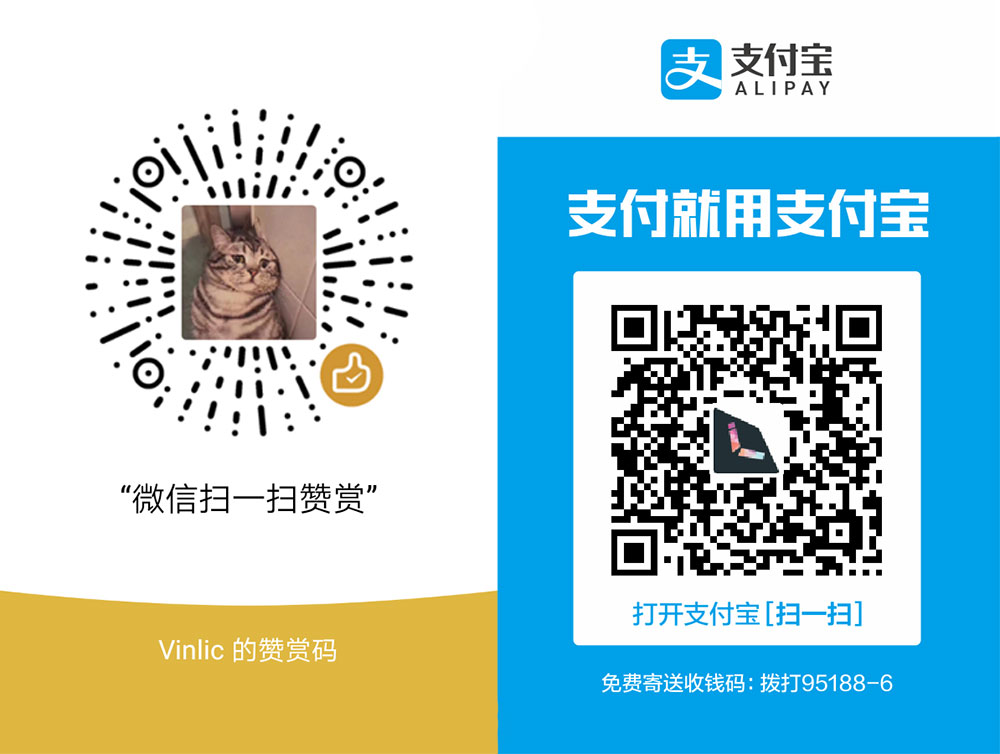 “微信扫一扫赞赏”
Vinlic 的赞赏码
支付宝
ALIPAY
支付就用支付宝
打开支付宝[扫一扫]
免费寄送收钱码：拨打95188-6